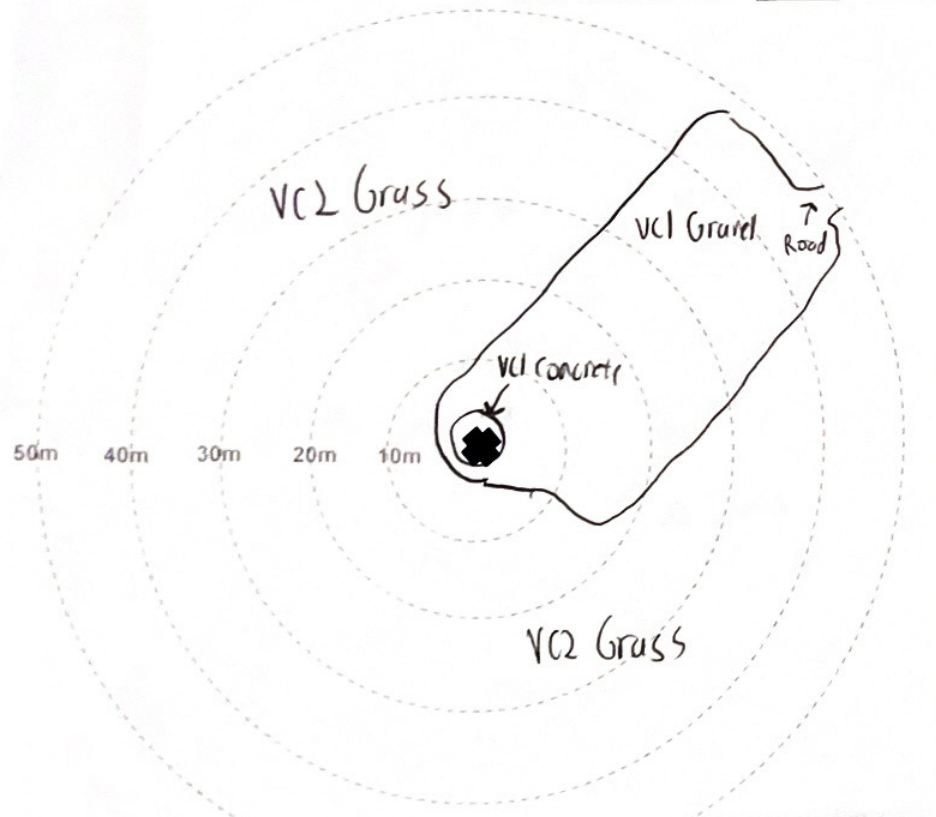 VC2 Grass
VC1 Gravel
↑
Road
VC1 Concrete
50m 40m 30m 20m 10m
VC2 Grass